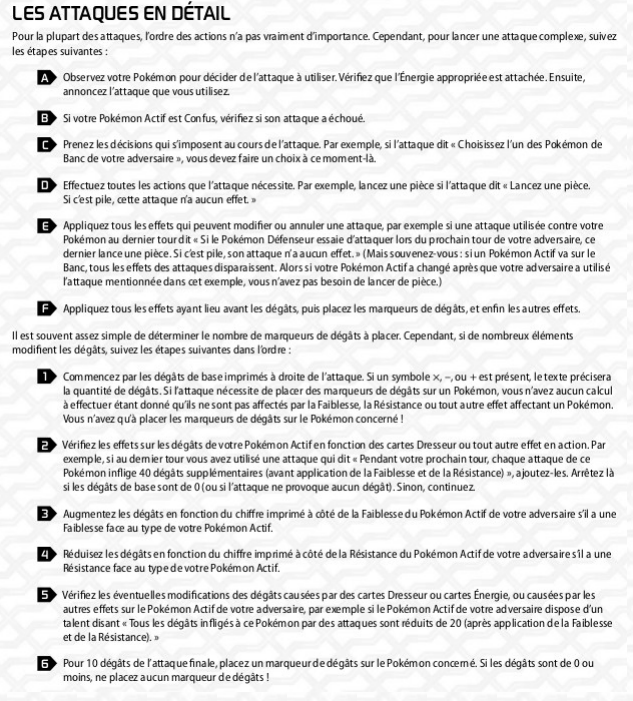 LES ATTAQUES EN DÉTAIL
Pour la plupart des attaques, l'ordre des actions n'a pas vraiment d'importance. Cependant, pour lancer une attaque complexe, suivez
les étapes suivantes :
A Observez votre Pokémon pour décider de l'attaque à utiliser. Vérifiez que l'Énergie appropriée est attachée. Ensuite,
annoncez l'attaque que vous utilisez.
B Si votre Pokémon Actif est Confus, vérifiez si son attaque a échoué.
C Prenez les décisions qui s'imposent au cours de l'attaque. Par exemple, si l'attaque dit « Choisissez l'un des Pokémon de
Banc de votre adversaire », vous devez faire un choix à ce moment-là.
D Effectuez toutes les actions que l'attaque nécessite. Par exemple, lancez une pièce si l'attaque dit « Lancez une pièce.
Si c'est pile, cette attaque n'a aucun effet. »
E Appliquez tous les effets qui peuvent modifier ou annuler une attaque, par exemple si une attaque utilisée contre votre
Pokémon au dernier tour dit « Si le Pokémon Défenseur essaie d'attaquer lors du prochain tour de votre adversaire, ce
dernier lance une pièce. Si c'est pile, son attaque n'a aucun effet. » (Mais souvenez-vous : si un Pokémon Actif va sur le
Banc, tous les effets des attaques disparaissent. Alors si votre Pokémon Actif a changé après que votre adversaire a utilisé
l'attaque mentionnée dans cet exemple, vous n'avez pas besoin de lancer de pièce.)
F Appliquez tous les effets ayant lieu avant les dégâts, puis placez les marqueurs de dégâts, et enfin les autres effets.
Il est souvent assez simple de déterminer le nombre de marqueurs de dégâts à placer. Cependant, si de nombreux éléments
modifient les dégâts, suivez les étapes suivantes dans l'ordre :
1 Commencez par les dégâts de base imprimés à droite de l'attaque. Si un symbole ×, –, ou + est présent, le texte précisera
la quantité de dégâts. Si l'attaque nécessite de placer des marqueurs de dégâts sur un Pokémon, vous n'avez aucun calcul
à effectuer étant donné qu'ils ne sont pas affectés par la Faiblesse, la Résistance ou tout autre effet affectant un Pokémon.
Vous n'avez qu'à placer les marqueurs de dégâts sur le Pokémon concerné !
2 Vérifiez les effets sur les dégâts de votre Pokémon Actif en fonction des cartes Dresseur ou tout autre effet en action. Par
exemple, si au dernier tour vous avez utilisé une attaque qui dit « Pendant votre prochain tour, chaque attaque de ce
Pokémon inflige 40 dégâts supplémentaires (avant application de la Faiblesse et de la Résistance) », ajoutez-les. Arrêtez là
si les dégâts de base sont de 0 (ou si l'attaque ne provoque aucun dégât). Sinon, continuez.
3 Augmentez les dégâts en fonction du chiffre imprimé à côté de la Faiblesse du Pokémon Actif de votre adversaire s'il a une
Faiblesse face au type de votre Pokémon Actif.
4 Réduisez les dégâts en fonction du chiffre imprimé à côté de la Résistance du Pokémon Actif de votre adversaire s'il a une
Résistance face au type de votre Pokémon Actif.
5 Vérifiez les éventuelles modifications des dégâts causées par des cartes Dresseur ou cartes Énergie, ou causées par les
autres effets sur le Pokémon Actif de votre adversaire, par exemple si le Pokémon Actif de votre adversaire dispose d'un
talent disant « Tous les dégâts infligés à ce Pokémon par des attaques sont réduits de 20 (après application de la Faiblesse
et de la Résistance). »
6 Pour 10 dégâts de l'attaque finale, placez un marqueur de dégâts sur le Pokémon concerné. Si les dégâts sont de 0 ou
moins, ne placez aucun marqueur de dégâts !